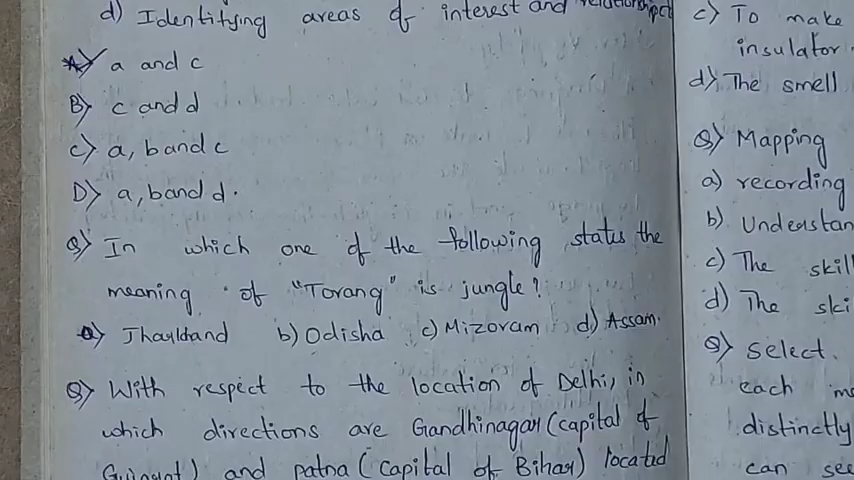 d) Identifying areas of interest and
A) a and c
B) c and d
c) a, b and c
D) a, b and d.
Q) In which one of the following states the
meaning of "Torang" is jungle?
a) Jharkhand b) Odisha c) Mizoram d) Assam.
Q) With respect to the location of Delhi, in
which directions are Gandhinagar (capital of
Gujarat) and patna (capital of Bihar) located
c) To make
insulator.
d) The smell
Q) Mapping
a) recording
b) Understan
c) The skill
d) The ski
Q) Select.
each
distinctly
can see